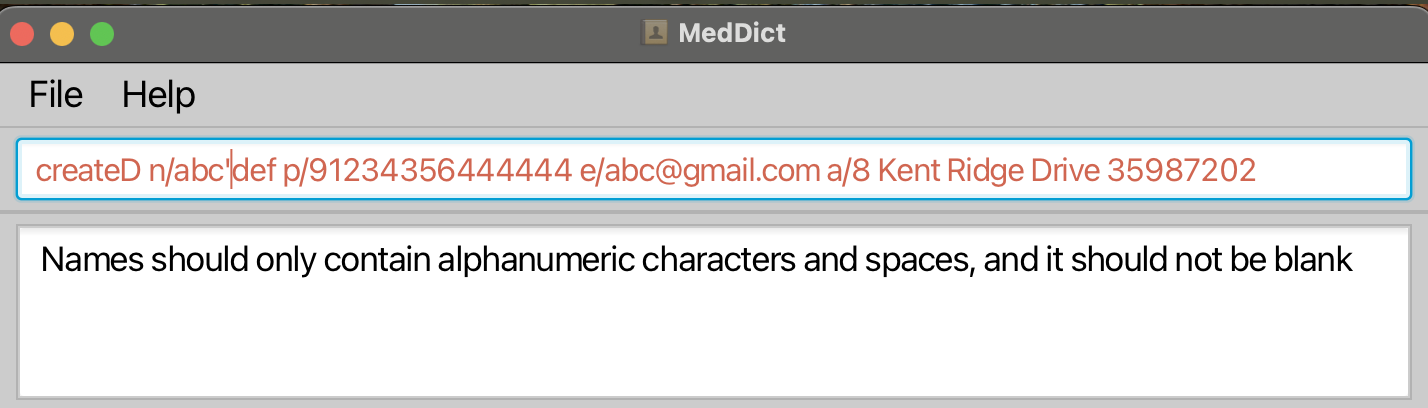 MedDict
File Help
createD n/abc'def p/91234356444444 e/abc@gmail.com a/8 Kent Ridge Drive 35987202
Names should only contain alphanumeric characters and spaces, and it should not be blank